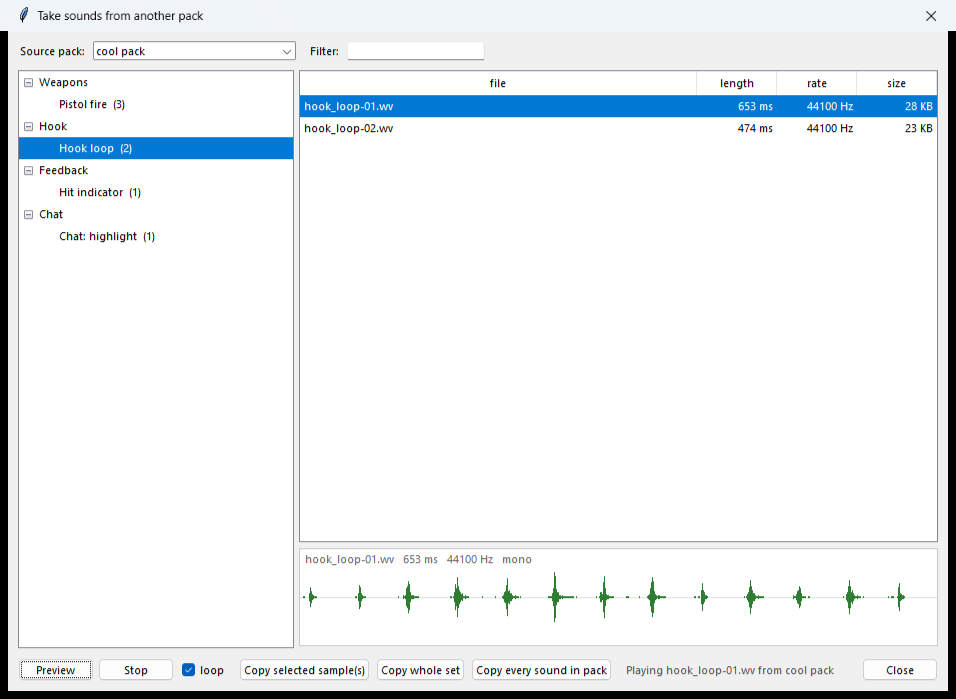 Take sounds from another pack
Source pack: cool pack Filter:
Weapons
Pistol fire (3)
Hook
Hook loop (2)
Feedback
Hit indicator (1)
Chat
Chat: highlight (1)
file length rate size
hook_loop-01.wv 653 ms 44100 Hz 28 KB
hook_loop-02.wv 474 ms 44100 Hz 23 KB
hook_loop-01.wv 653 ms 44100 Hz mono
Preview Stop loop Copy selected sample(s) Copy whole set Copy every sound in pack Playing hook_loop-01.wv from cool pack Close